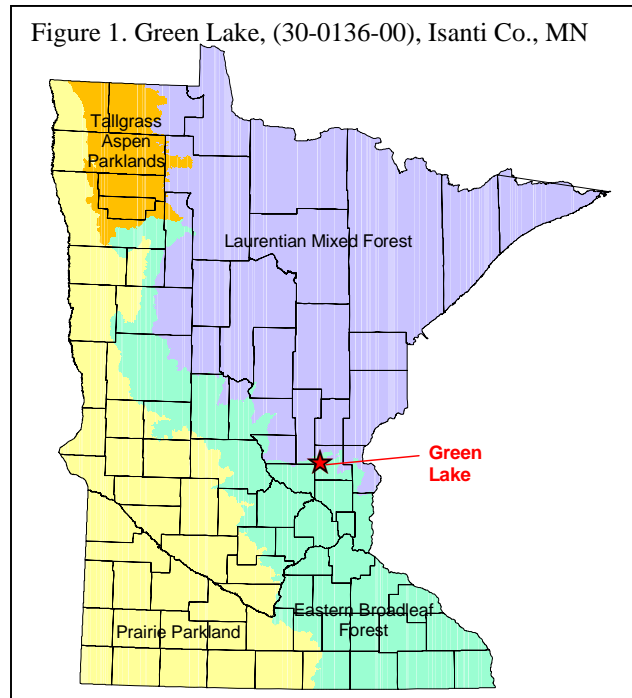 Figure 1. Green Lake, (30-0136-00), Isanti Co., MN
Tallgrass
Aspen
Parklands
Laurentian Mixed Forest
Green
Lake
Eastern Broadleaf
Forest
Prairie Parkland